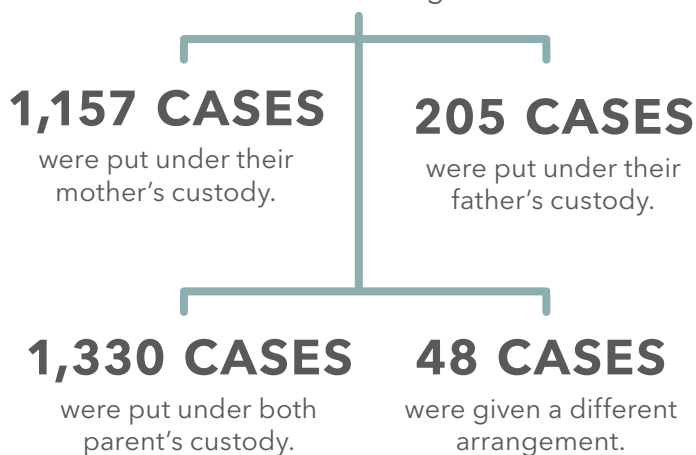 1,157 CASES
were put under their
mother's custody.
205 CASES
were put under their
father's custody.
1,330 CASES
were put under both
parent's custody.
48 CASES
were given a different
arrangement.